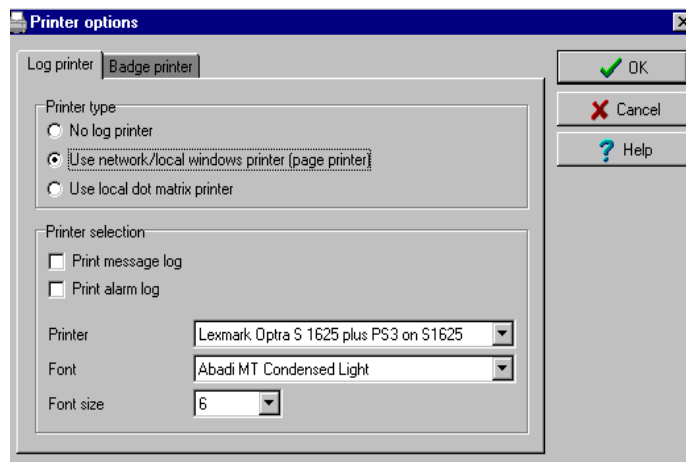 Printer options
Log printer Badge printer
OK
Cancel
Help
Printer type
No log printer
Use network/local windows printer (page printer)
Use local dot matrix printer
Printer selection
Print message log
Print alarm log
Printer Lexmark Optra S 1625 plus PS3 on S1625
Font Abadi MT Condensed Light
Font size 6